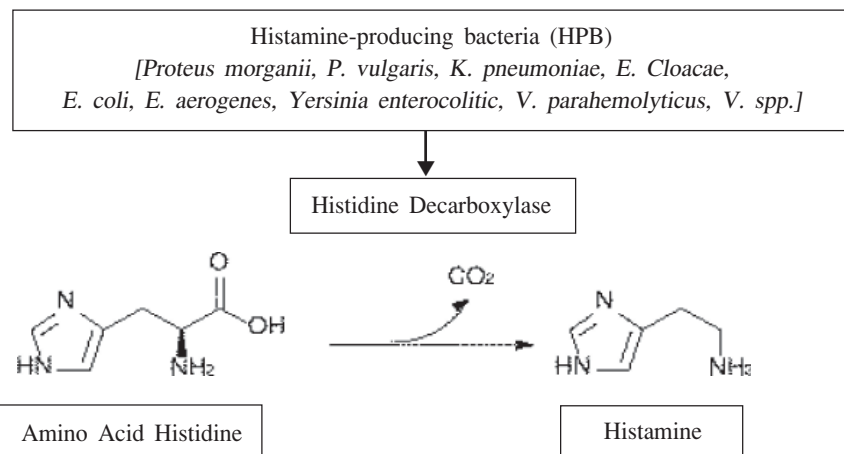 Histamine-producing bacteria (HPB)
[Proteus morganii, P. vulgaris, K. pneumoniae, E. Cloacae,
E. coli, E. aerogenes, Yersinia enterocolitic, V. parahemolyticus, V. spp.]
Histidine Decarboxylase
O
N
OH
HN
NH₂
CO₂
N
HN
NH₃
Amino Acid Histidine
Histamine